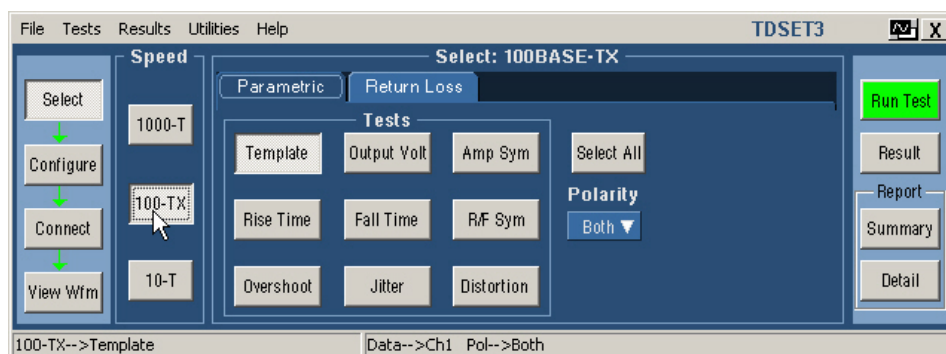 File Tests Results Utilities Help TDSET3 X
Speed
Select: 100BASE-TX
Select
Configure
Connect
View Wfm
1000-T
100-TX
10-T
Parametric Return Loss
Tests
Template Output Volt Amp Sym
Rise Time Fall Time R/F Sym
Overshoot Jitter Distortion
Select All
Polarity
Both
Run Test
Result
Report
Summary
Detail
100-TX-->Template Data-->Ch1 Pol-->Both